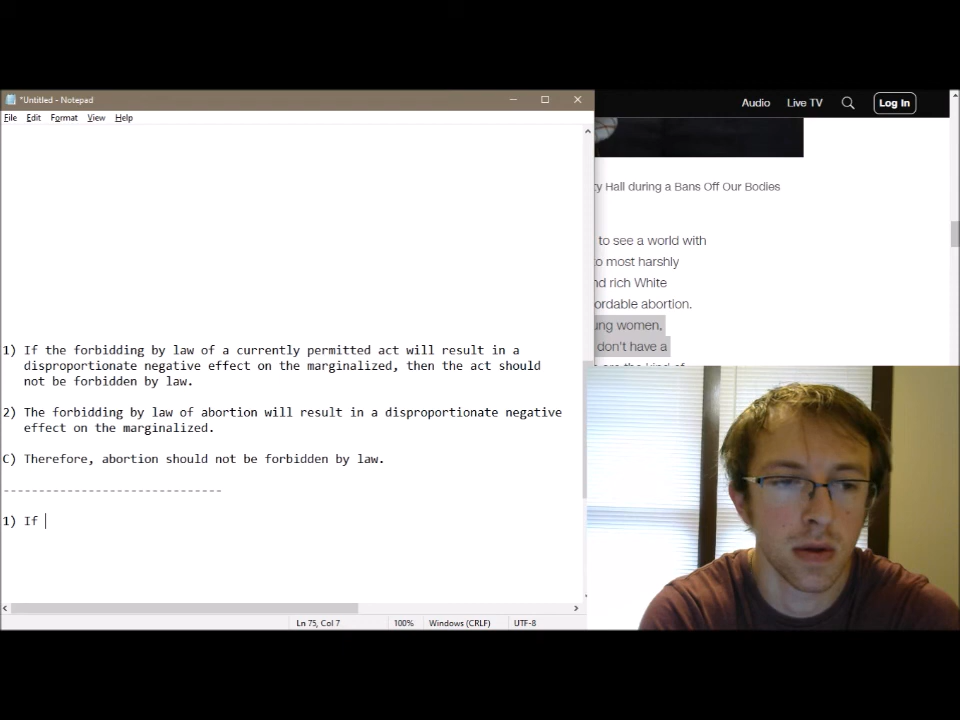 *Untitled - Notepad
File Edit Format View Help
Audio Live TV Log In
ty Hall during a Bans Off Our Bodies
to see a world with
o most harshly
nd rich White
ordable abortion.
ung women,
don't have a
1) If the forbidding by law of a currently permitted act will result in a
disproportionate negative effect on the marginalized, then the act should
not be forbidden by law.
2) The forbidding by law of abortion will result in a disproportionate negative
effect on the marginalized.
C) Therefore, abortion should not be forbidden by law.
-------------------------------
1) If
Ln 75, Col 7 100% Windows (CRLF) UTF-8